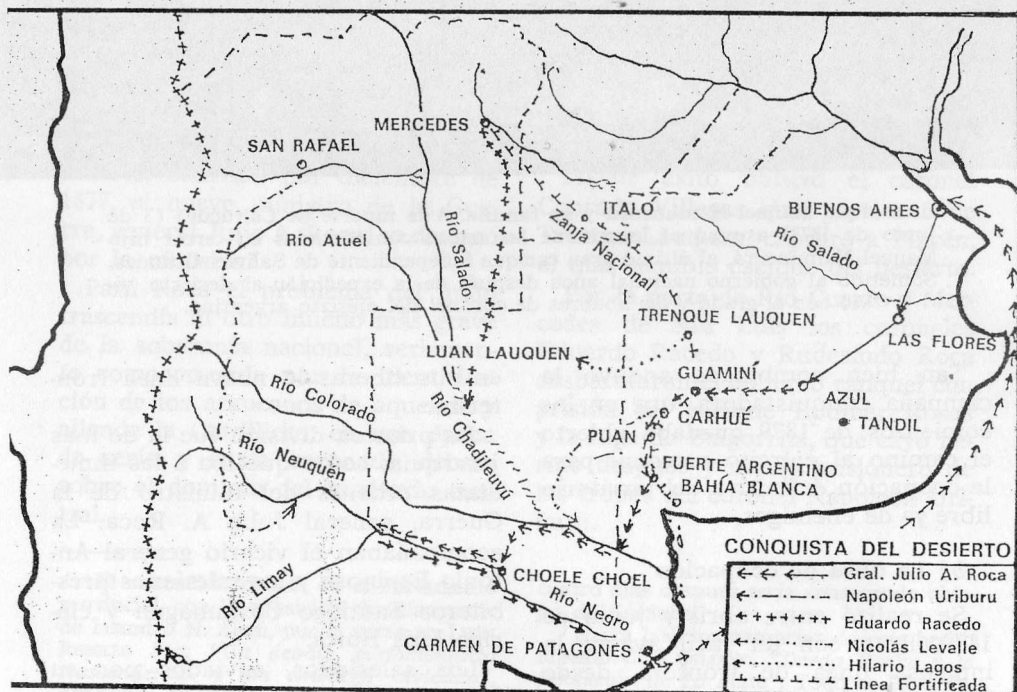 MERCEDES
SAN RAFAEL
ITALO
BUENOS AIRES
Río Salado
Río Salado
Río Atuel
Zanja Nacional
TRENQUE LAUQUEN
LAS FLORES
LUAN LAUQUEN
GUAMINÍ
Río Colorado
AZUL
Río Chadileuvú
TANDIL
PUAN
Río Neuquén
FUERTE ARGENTINO
BAHÍA BLANCA
CHOELE CHOEL
Río Limay
Río Negro
CARMEN DE PATAGONES
CONQUISTA DEL DESIERTO
Gral. Julio A. Roca
Napoleón Uriburu
Eduardo Racedo
Nicolás Levalle
Hilario Lagos
Línea Fortificada